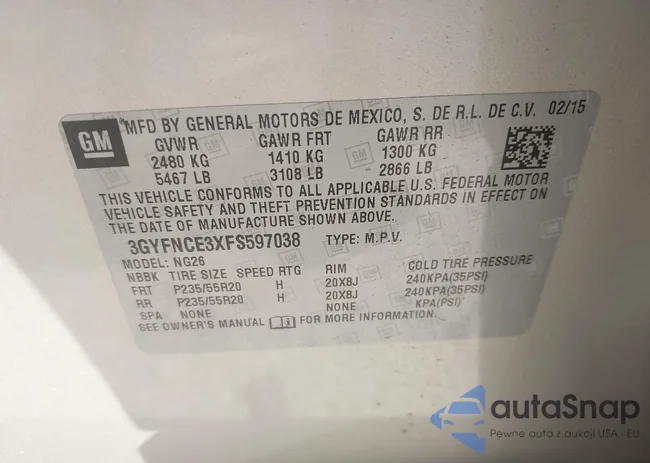 GM
MFD BY GENERAL MOTORS DE MEXICO, S. DE R.L. DE C.V. 02/15
GVWR GAWR FRT GAWR RR
2480 KG 1410 KG 1300 KG
5467 LB 3108 LB 2866 LB
THIS VEHICLE CONFORMS TO ALL APPLICABLE U.S. FEDERAL MOTOR
VEHICLE SAFETY AND THEFT PREVENTION STANDARDS IN EFFECT ON
THE DATE OF MANUFACTURE SHOWN ABOVE.
3GYFNCE3XFS597038 TYPE: M.P.V.
MODEL: NG26
NBBK TIRE SIZE SPEED RTG RIM COLD TIRE PRESSURE
FRT P235/55R20 H 20X8J 240KPA(35PSI)
RR P235/55R20 H 20X8J 240KPA(35PSI)
SPA NONE NONE KPA(PSI)
SEE OWNER'S MANUAL FOR MORE INFORMATION.
autaSnap
Pewne auta z aukcji USA - EU